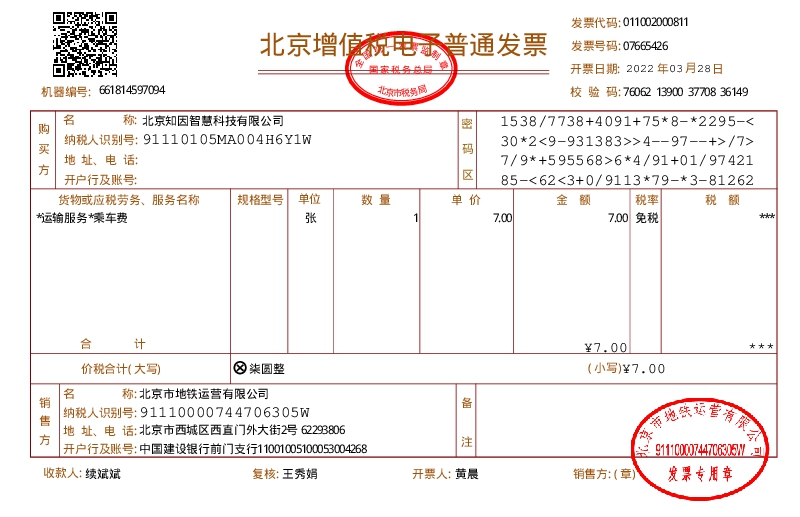 北京增值税电子普通发票
全国统一发票监制章
国家税务总局
北京市税务局
发票代码: 011002000811
发票号码: 07665426
开票日期: 2022 年03月28日
校 验 码: 76062 13900 37708 36149
机器编号: 661814597094
购买方
名 称: 北京知因智慧科技有限公司
纳税人识别号: 91110105MA004H6Y1W
地 址、电 话:
开户行及账号:
密码区
1538/7738+4091+75*8-*2295-<
30*2<9-931383>>4--97--+>/7>
7/9*+595568>6*4/91+01/97421
85-<62<3+0/9113*79-*3-81262
货物或应税劳务、服务名称 规格型号 单位 数 量 单 价 金 额 税率 税 额
*运输服务*乘车费 张 1 7.00 7.00 免税 ***
合 计 ¥7.00 ***
价税合计(大写) ⊗柒圆整 (小写)¥7.00
销售方
名 称: 北京市地铁运营有限公司
纳税人识别号: 91110000744706305W
地 址、电 话: 北京市西城区西直门外大街2号 62293806
开户行及账号: 中国建设银行前门支行11001005100053004268
备注
收款人: 续斌斌 复核: 王秀娟 开票人: 黄晨 销售方: (章)
北京市地铁运营有限公司
91110000744706305W
发票专用章